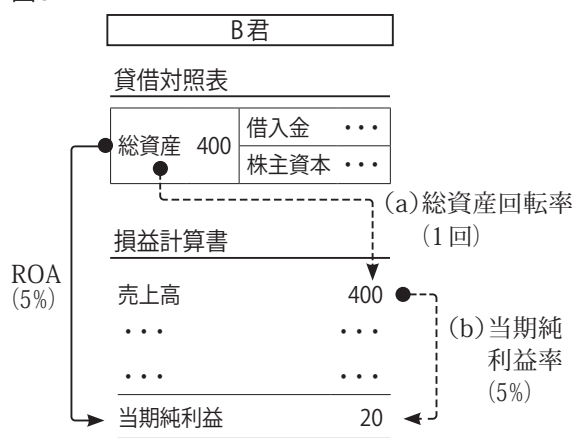 B君
貸借対照表
総資産 400
借入金 ・・・
株主資本 ・・・
(a)総資産回転率
(1回)
損益計算書
ROA
(5%)
売上高 400
・・・ ・・・
・・・ ・・・
当期純利益 20
(b)当期純
利益率
(5%)